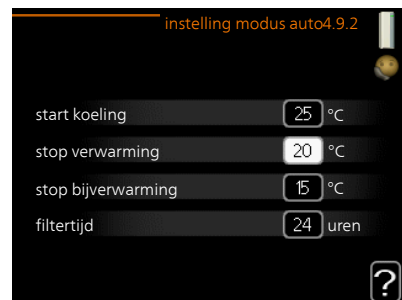 instelling modus auto4.9.2
start koeling 25 °C
stop verwarming 20 °C
stop bijverwarming 15 °C
filtertijd 24 uren
?